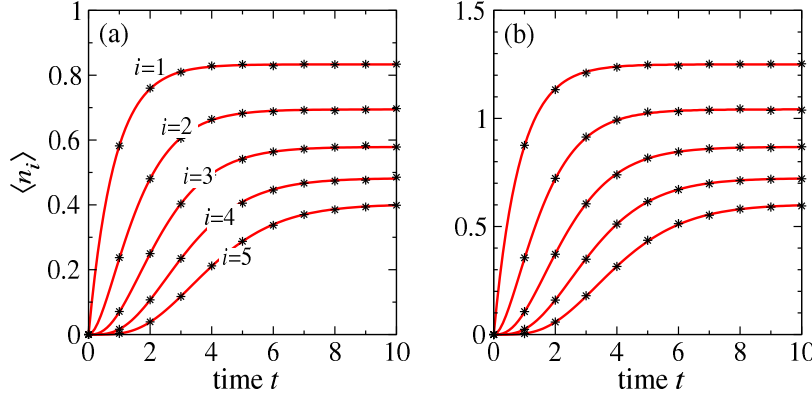 (a)
(b)
⟨n_i⟩
1
0.8
0.6
0.4
0.2
0
i=1
i=2
i=3
i=4
i=5
0 2 4 6 8 10
time t
1.5
1
0.5
0
0 2 4 6 8 10
time t